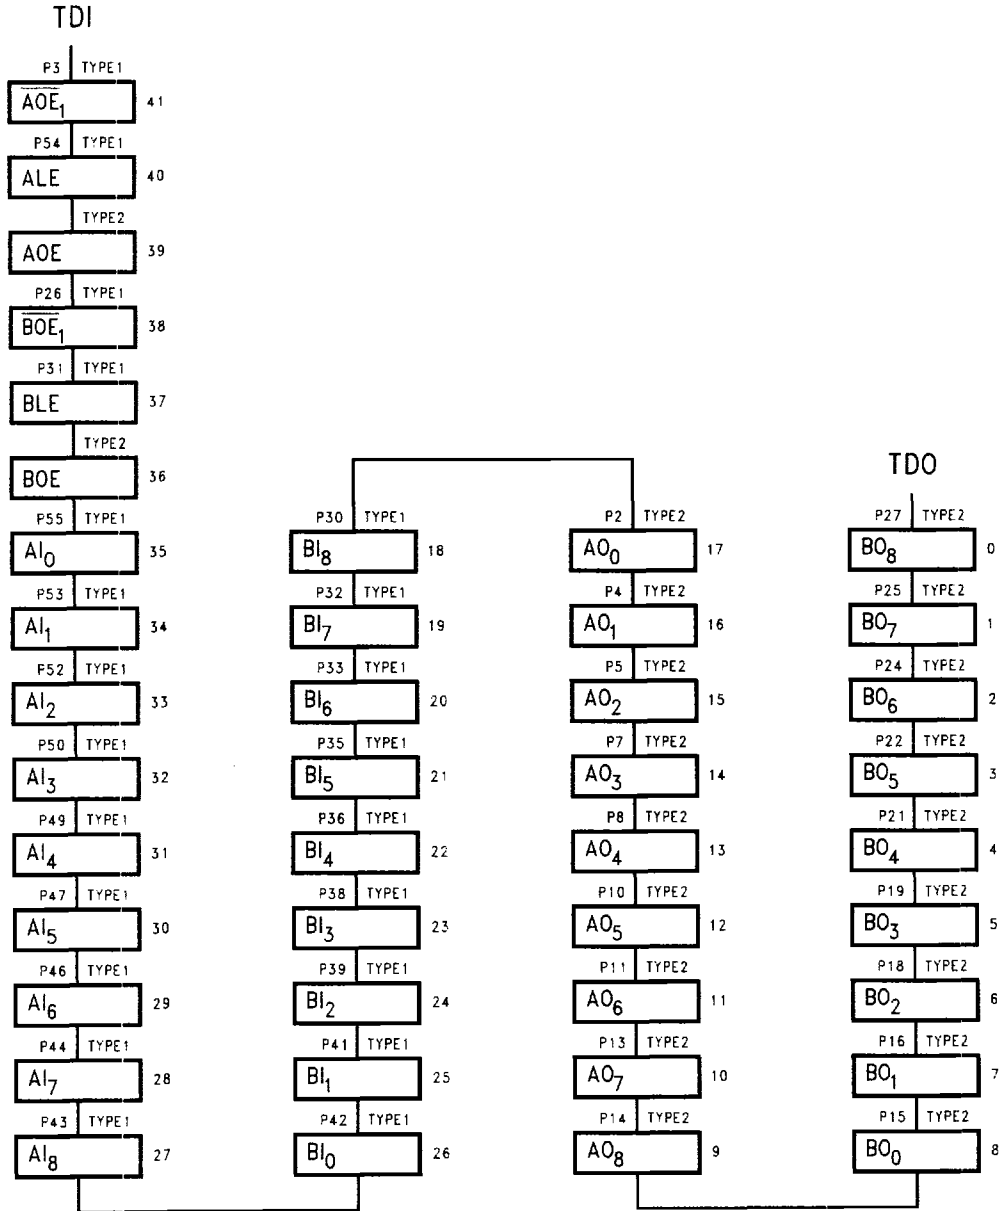 TDI
P3 TYPE1
AOE1 41
P54 TYPE1
ALE 40
TYPE2
AOE 39
P26 TYPE1
BOE1 38
P31 TYPE1
BLE 37
TYPE2
BOE 36
P55 TYPE1
AI0 35
P53 TYPE1
AI1 34
P52 TYPE1
AI2 33
P50 TYPE1
AI3 32
P49 TYPE1
AI4 31
P47 TYPE1
AI5 30
P46 TYPE1
AI6 29
P44 TYPE1
AI7 28
P43 TYPE1
AI8 27
P30 TYPE1
BI8 18
P32 TYPE1
BI7 19
P33 TYPE1
BI6 20
P35 TYPE1
BI5 21
P36 TYPE1
BI4 22
P38 TYPE1
BI3 23
P39 TYPE1
BI2 24
P41 TYPE1
BI1 25
P42 TYPE1
BI0 26
P2 TYPE2
AO0 17
P4 TYPE2
AO1 16
P5 TYPE2
AO2 15
P7 TYPE2
AO3 14
P8 TYPE2
AO4 13
P10 TYPE2
AO5 12
P11 TYPE2
AO6 11
P13 TYPE2
AO7 10
P14 TYPE2
AO8 9
TDO
P27 TYPE2
BO8 0
P25 TYPE2
BO7 1
P24 TYPE2
BO6 2
P22 TYPE2
BO5 3
P21 TYPE2
BO4 4
P19 TYPE2
BO3 5
P18 TYPE2
BO2 6
P16 TYPE2
BO1 7
P15 TYPE2
BO0 8